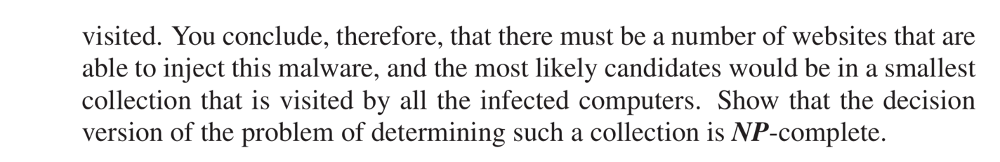 visited. You conclude, therefore, that there must be a number of websites that are
able to inject this malware, and the most likely candidates would be in a smallest
collection that is visited by all the infected computers. Show that the decision
version of the problem of determining such a collection is NP-complete.